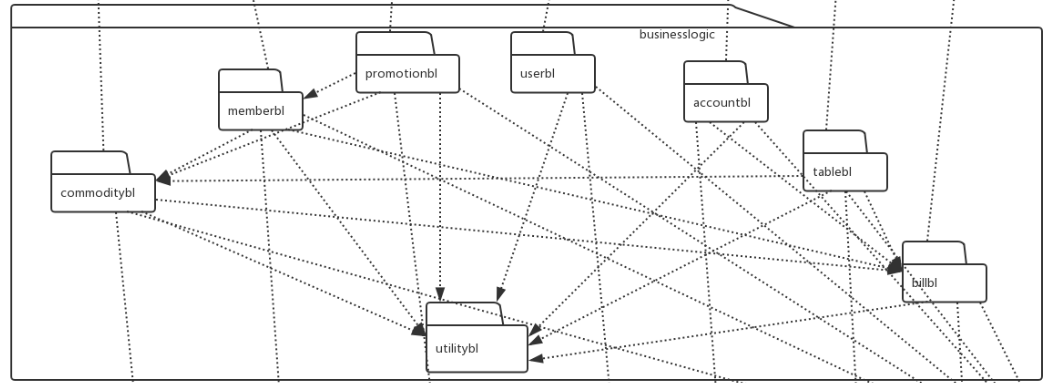 businesslogic
promotionbl
userbl
accountbl
memberbl
tablebl
commoditybl
billbl
utilitybl